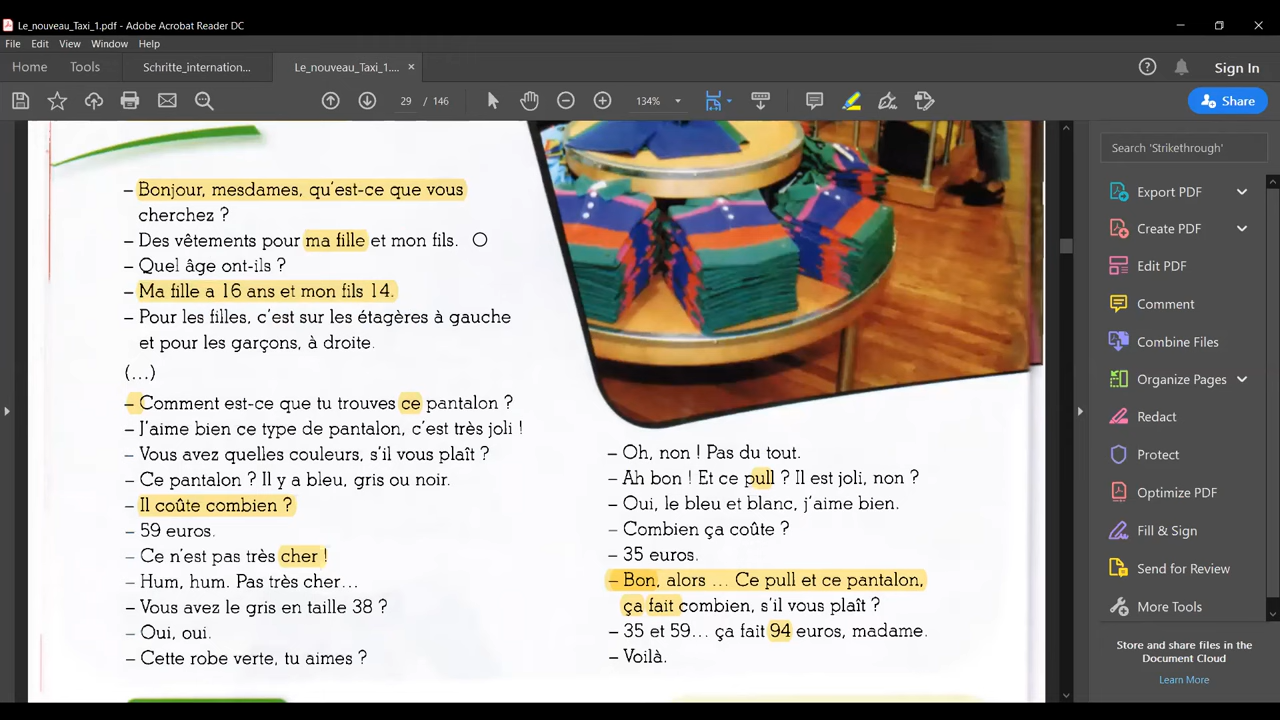 Le_nouveau_Taxi_1.pdf - Adobe Acrobat Reader DC
File Edit View Window Help
Home Tools Schritte_internation... Le_nouveau_Taxi_1.... ×
Sign In
29 / 146
134%
Share
– Bonjour, mesdames, qu'est-ce que vous
cherchez ?
– Des vêtements pour ma fille et mon fils.
– Quel âge ont-ils ?
– Ma fille a 16 ans et mon fils 14.
– Pour les filles, c'est sur les étagères à gauche
et pour les garçons, à droite.
(…)
– Comment est-ce que tu trouves ce pantalon ?
– J'aime bien ce type de pantalon, c'est très joli !
– Vous avez quelles couleurs, s'il vous plaît ?
– Ce pantalon ? Il y a bleu, gris ou noir.
– Il coûte combien ?
– 59 euros.
– Ce n'est pas très cher !
– Hum, hum. Pas très cher…
– Vous avez le gris en taille 38 ?
– Oui, oui.
– Cette robe verte, tu aimes ?
– Oh, non ! Pas du tout.
– Ah bon ! Et ce pull ? Il est joli, non ?
– Oui, le bleu et blanc, j'aime bien.
– Combien ça coûte ?
– 35 euros.
– Bon, alors … Ce pull et ce pantalon,
ça fait combien, s'il vous plaît ?
– 35 et 59… ça fait 94 euros, madame.
– Voilà.
Search 'Strikethrough'
Export PDF
Create PDF
Edit PDF
Comment
Combine Files
Organize Pages
Redact
Protect
Optimize PDF
Fill & Sign
Send for Review
More Tools
Store and share files in the
Document Cloud
Learn More